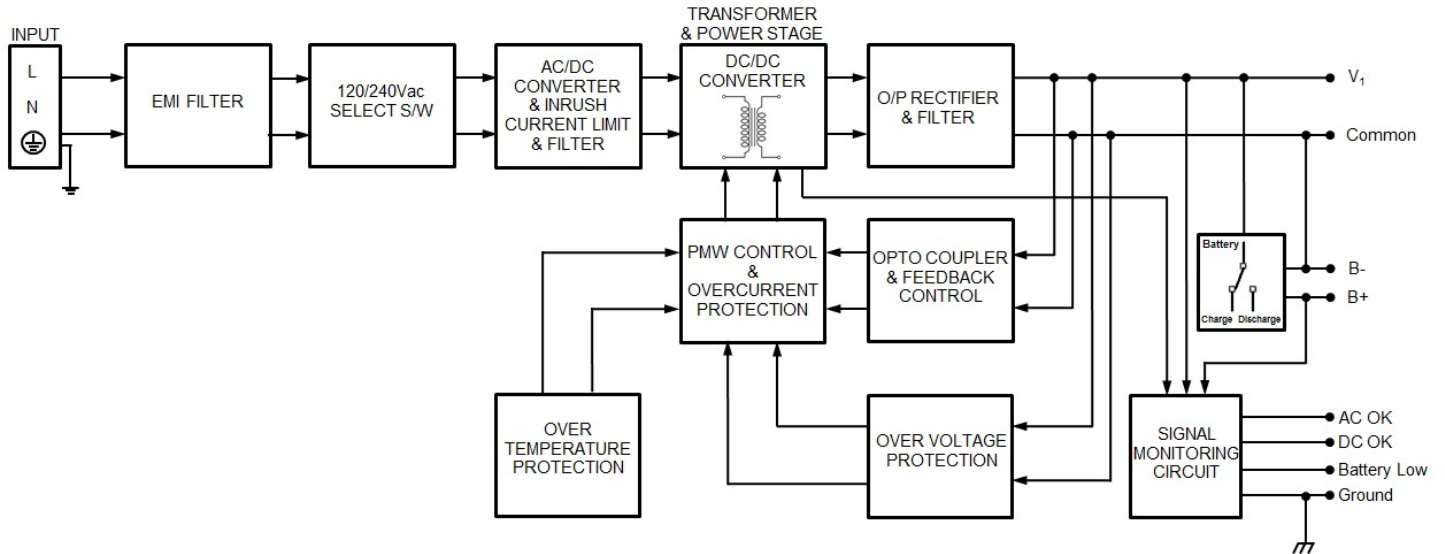 TRANSFORMER
& POWER STAGE
INPUT
L
N
EMI FILTER
120/240Vac
SELECT S/W
AC/DC
CONVERTER
& INRUSH
CURRENT LIMIT
& FILTER
DC/DC
CONVERTER
O/P RECTIFIER
& FILTER
V₁
Common
PMW CONTROL
&
OVERCURRENT
PROTECTION
OPTO COUPLER
& FEEDBACK
CONTROL
Battery
Charge Discharge
B-
B+
OVER
TEMPERATURE
PROTECTION
OVER VOLTAGE
PROTECTION
SIGNAL
MONITORING
CIRCUIT
AC OK
DC OK
Battery Low
Ground